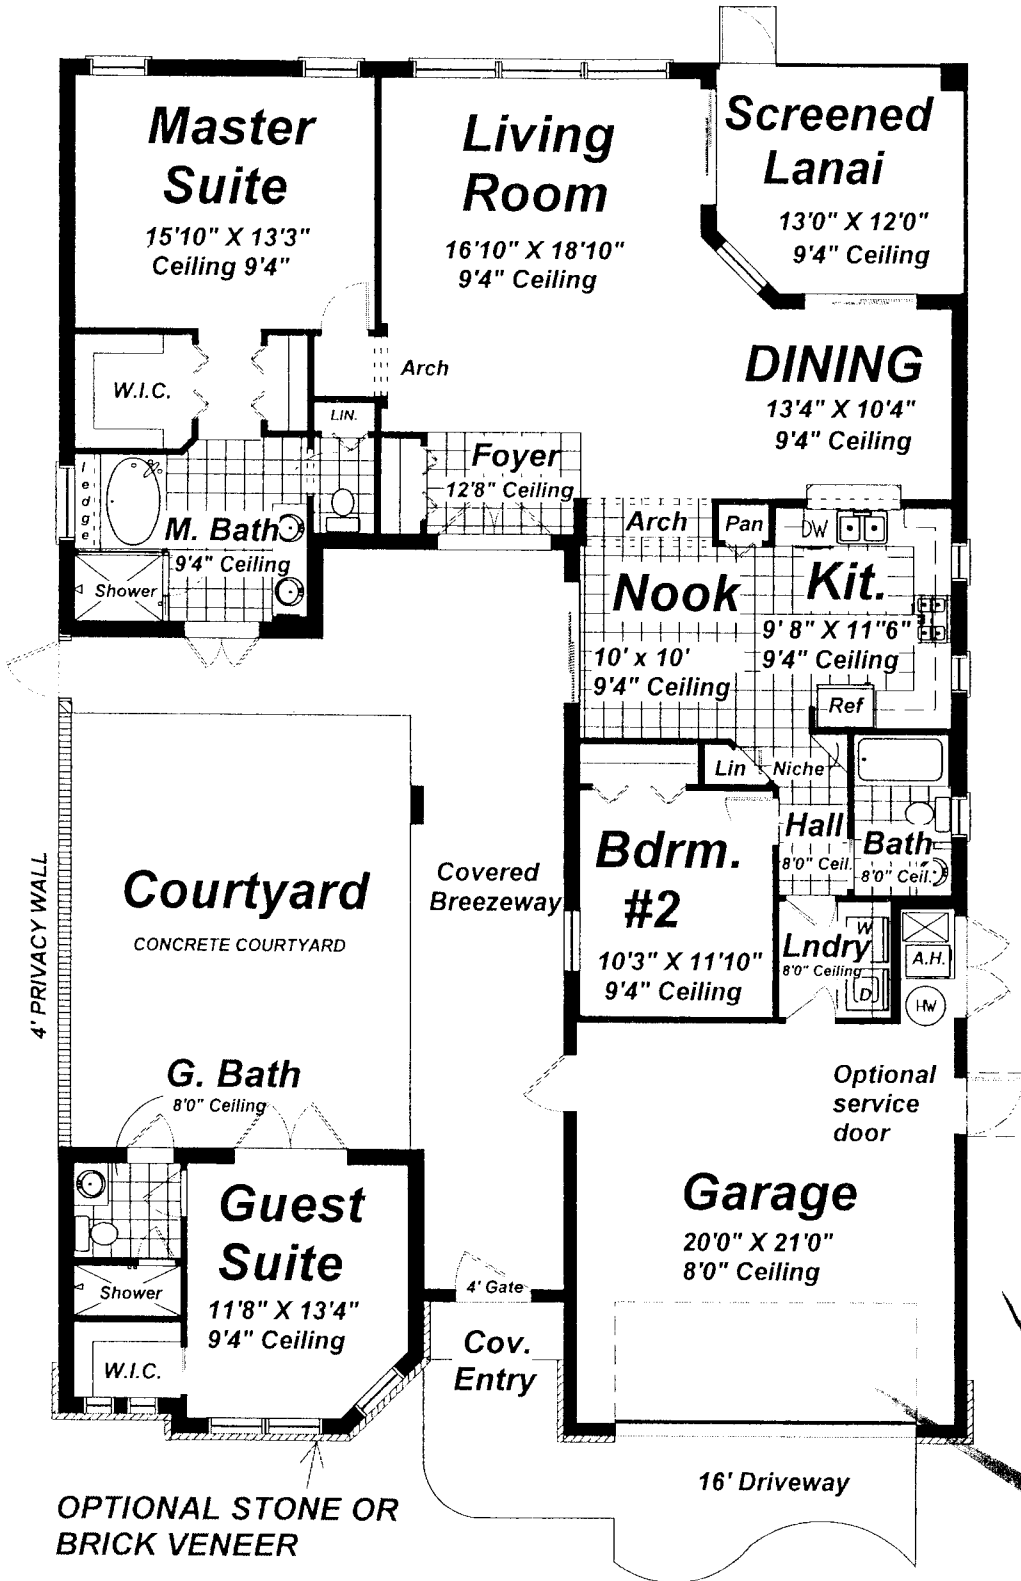 Master
Suite
15'10" X 13'3"
Ceiling 9'4"
Living
Room
16'10" X 18'10"
9'4" Ceiling
Screened
Lanai
13'0" X 12'0"
9'4" Ceiling
W.I.C.
Arch
LIN.
DINING
13'4" X 10'4"
9'4" Ceiling
ledge
M. Bath
9'4" Ceiling
Shower
Foyer
12'8" Ceiling
Arch
Pan
DW
Nook
10' x 10'
9'4" Ceiling
Kit.
9' 8" X 11"6"
9'4" Ceiling
Ref
Lin
Niche
Hall
8'0" Ceil.
Bath
8'0" Ceil.
Bdrm.
#2
10'3" X 11'10"
9'4" Ceiling
Courtyard
CONCRETE COURTYARD
Covered
Breezeway
4' PRIVACY WALL
Lndry
8'0" Ceiling
W
D
A.H.
HW
G. Bath
8'0" Ceiling
Optional
service
door
Guest
Suite
11'8" X 13'4"
9'4" Ceiling
Shower
W.I.C.
4' Gate
Cov.
Entry
Garage
20'0" X 21'0"
8'0" Ceiling
16' Driveway
OPTIONAL STONE OR
BRICK VENEER